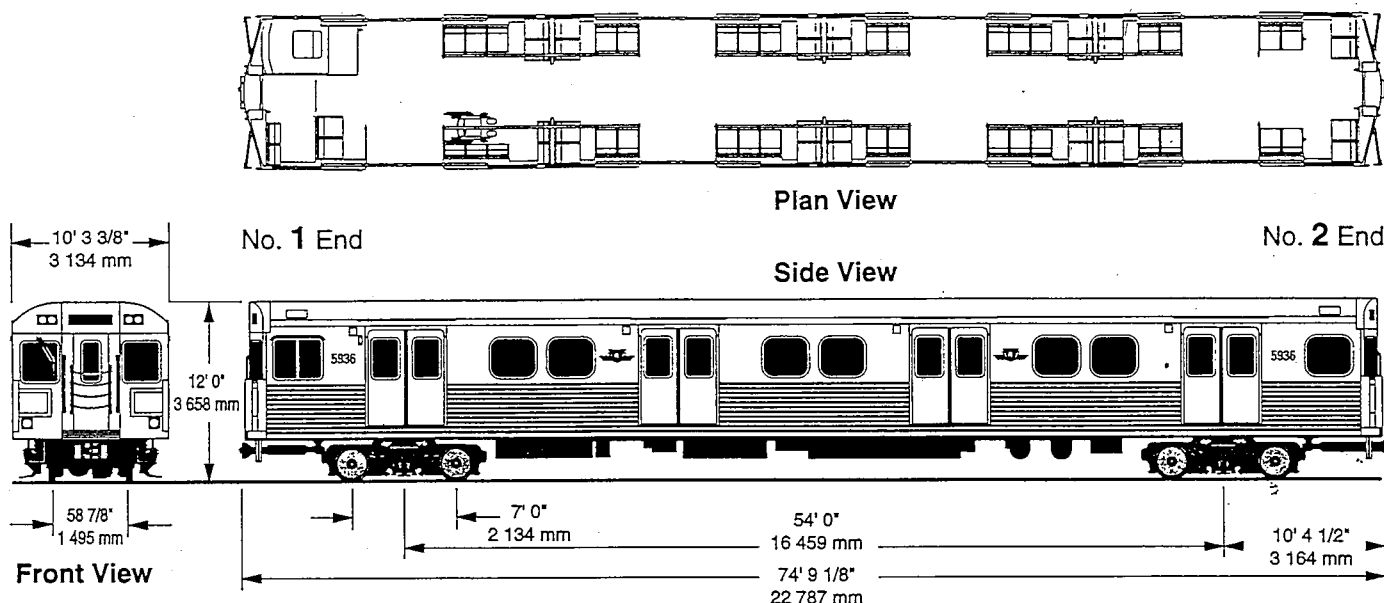 Plan View
No. 1 End
No. 2 End
Side View
10' 3 3/8"
3 134 mm
5936
5936
12' 0"
3 658 mm
58 7/8"
1 495 mm
7' 0"
2 134 mm
54' 0"
16 459 mm
10' 4 1/2"
3 164 mm
Front View
74' 9 1/8"
22 787 mm